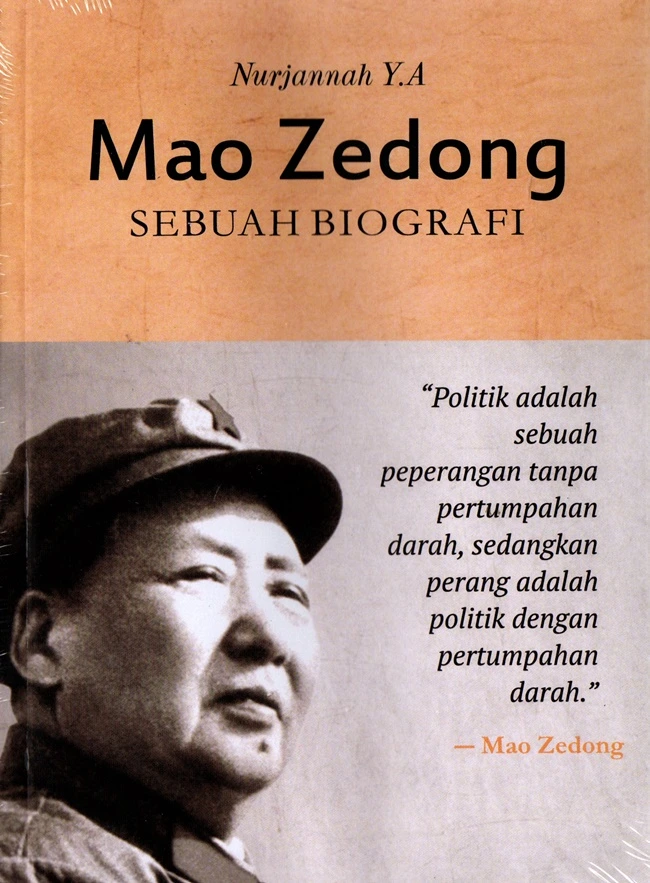 Nurjannah Y.A
Mao Zedong
SEBUAH BIOGRAFI
“Politik adalah
sebuah
peperangan tanpa
pertumpahan
darah, sedangkan
perang adalah
politik dengan
pertumpahan
darah.”
— Mao Zedong